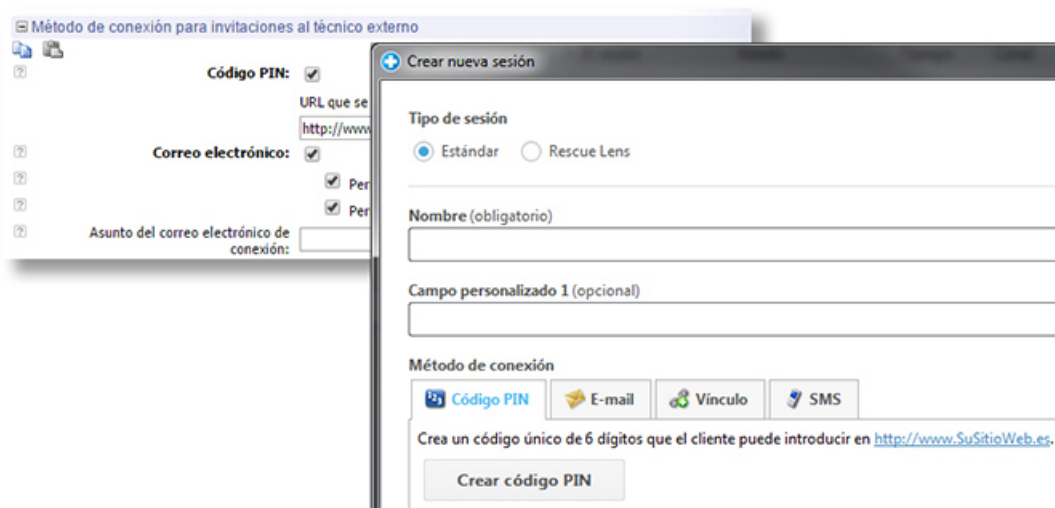 Método de conexión para invitaciones al técnico externo
Código PIN:
URL que se
http://www
Correo electrónico:
Per
Per
Asunto del correo electrónico de
conexión:
Crear nueva sesión
Tipo de sesión
Estándar Rescue Lens
Nombre (obligatorio)
Campo personalizado 1 (opcional)
Método de conexión
Código PIN E-mail Vínculo SMS
Crea un código único de 6 dígitos que el cliente puede introducir en http://www.SuSitioWeb.es.
Crear código PIN